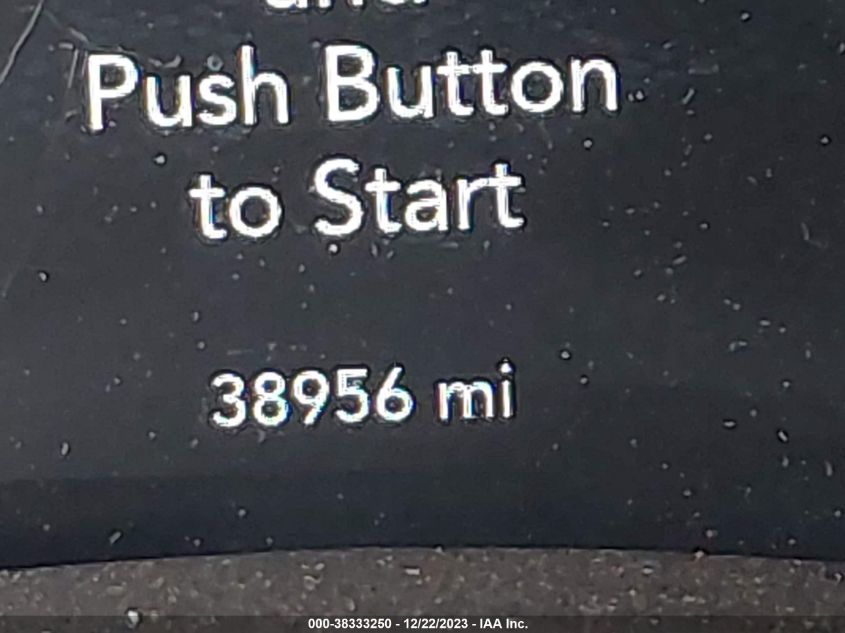 Push Button
to Start
38956 mi
000-38333250 - 12/22/2023 - IAA Inc.